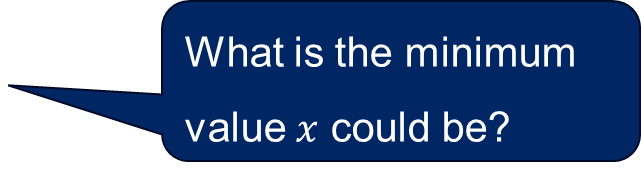 What is the minimum
value x could be?